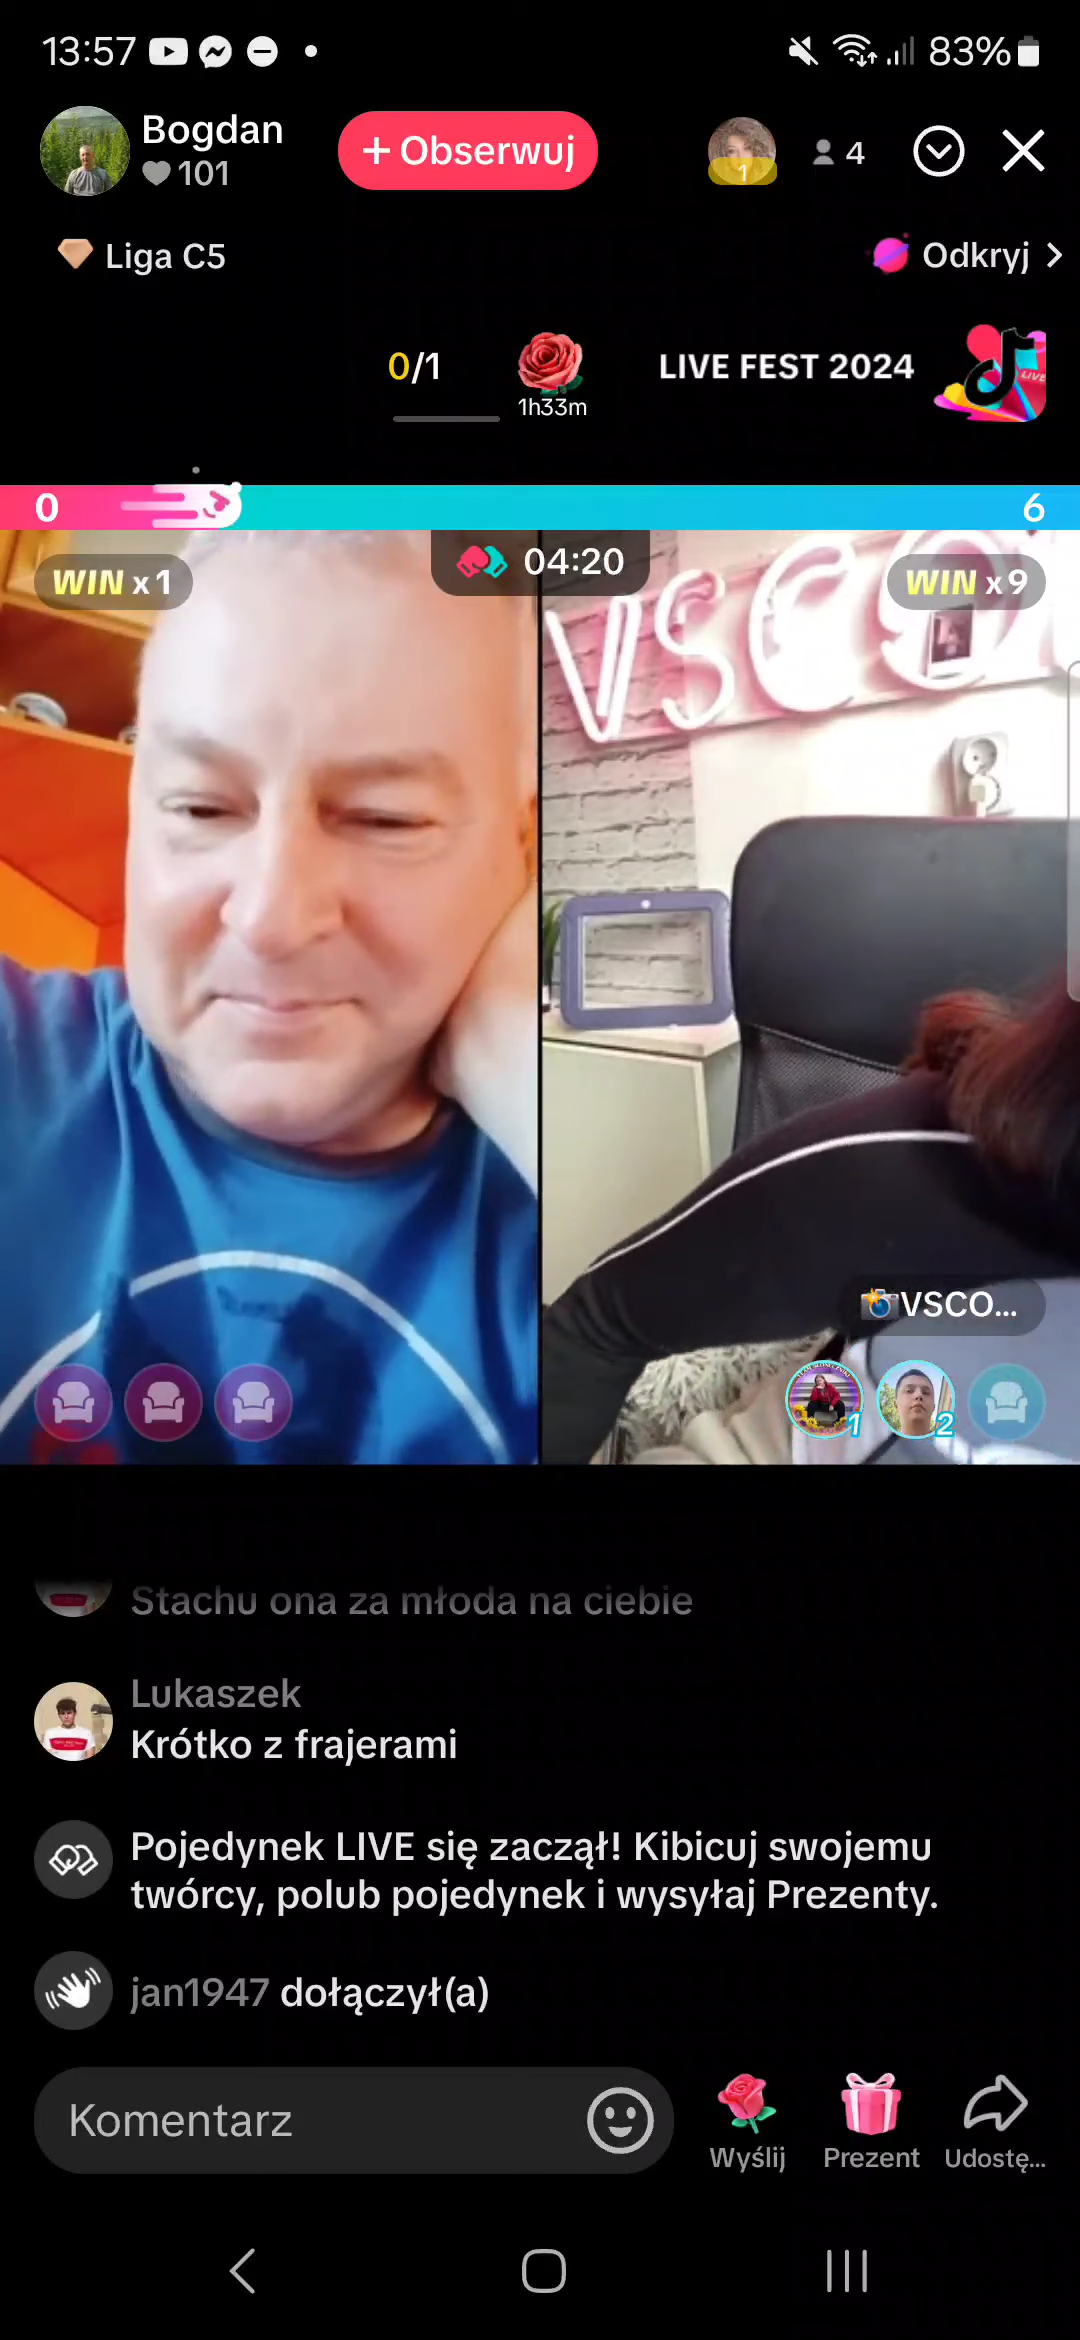 13:57
83%
Bogdan
101
+ Obserwuj
1
4
Liga C5
Odkryj >
0/1
1h33m
LIVE FEST 2024
LIVE
0
6
WIN x1
04:20
WIN x9
VSCO
VSCO...
1
2
Stachu ona za młoda na ciebie
Lukaszek
Krótko z frajerami
Pojedynek LIVE się zaczął! Kibicuj swojemu
twórcy, polub pojedynek i wysyłaj Prezenty.
jan1947 dołączył(a)
Komentarz
Wyślij
Prezent
Udostę...